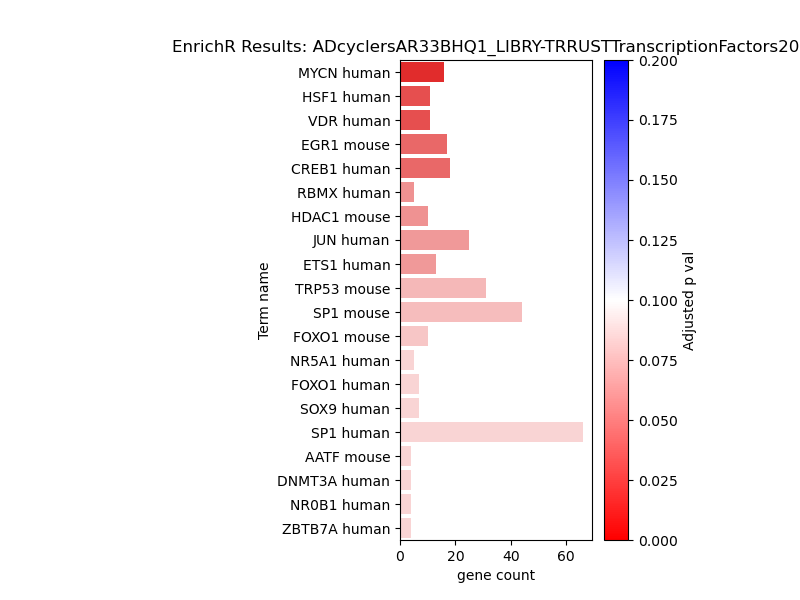 EnrichR Results: ADcyclersAR33BHQ1_LIBRY-TRRUSTTranscriptionFactors20
MYCN human
HSF1 human
VDR human
EGR1 mouse
CREB1 human
RBMX human
HDAC1 mouse
JUN human
ETS1 human
TRP53 mouse
SP1 mouse
FOXO1 mouse
NR5A1 human
FOXO1 human
SOX9 human
SP1 human
AATF mouse
DNMT3A human
NR0B1 human
ZBTB7A human
Term name
0 20 40 60
gene count
0.200
0.175
0.150
0.125
0.100
0.075
0.050
0.025
0.000
Adjusted p val